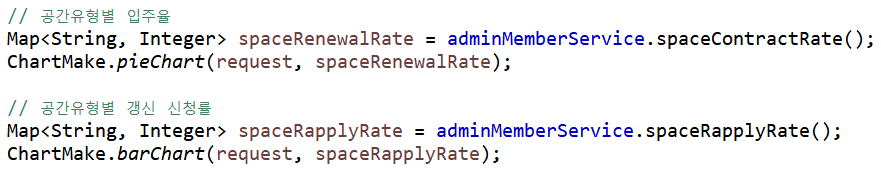 // 공간유형별 입주율
Map<String, Integer> spaceRenewalRate = adminMemberService.spaceContractRate();
ChartMake.pieChart(request, spaceRenewalRate);
// 공간유형별 갱신 신청률
Map<String, Integer> spaceRapplyRate = adminMemberService.spaceRapplyRate();
ChartMake.barChart(request, spaceRapplyRate);